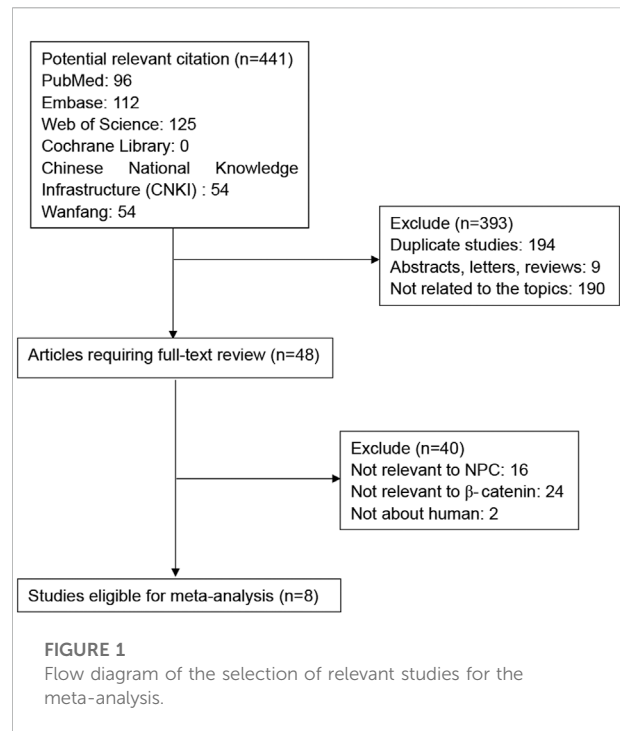 Potential relevant citation (n=441)
PubMed: 96
Embase: 112
Web of Science: 125
Cochrane Library: 0
Chinese National Knowledge
Infrastructure (CNKI) : 54
Wanfang: 54
Exclude (n=393)
Duplicate studies: 194
Abstracts, letters, reviews: 9
Not related to the topics: 190
Articles requiring full-text review (n=48)
Exclude (n=40)
Not relevant to NPC: 16
Not relevant to β-catenin: 24
Not about human: 2
Studies eligible for meta-analysis (n=8)
FIGURE 1
Flow diagram of the selection of relevant studies for the
meta-analysis.